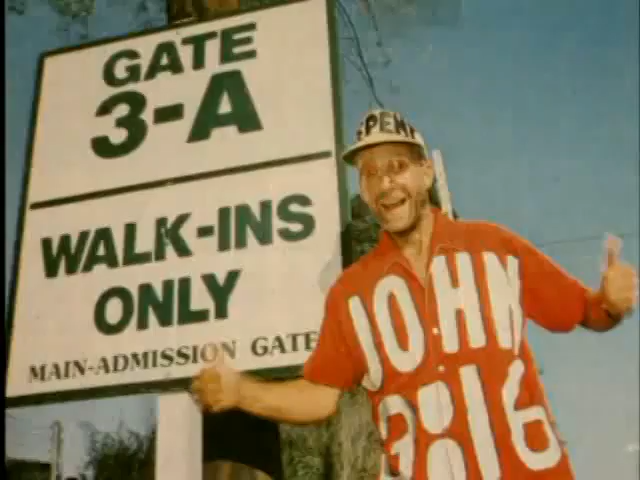 GATE
3-A
WALK-INS
ONLY
MAIN-ADMISSION GATE
JOHN
3:16